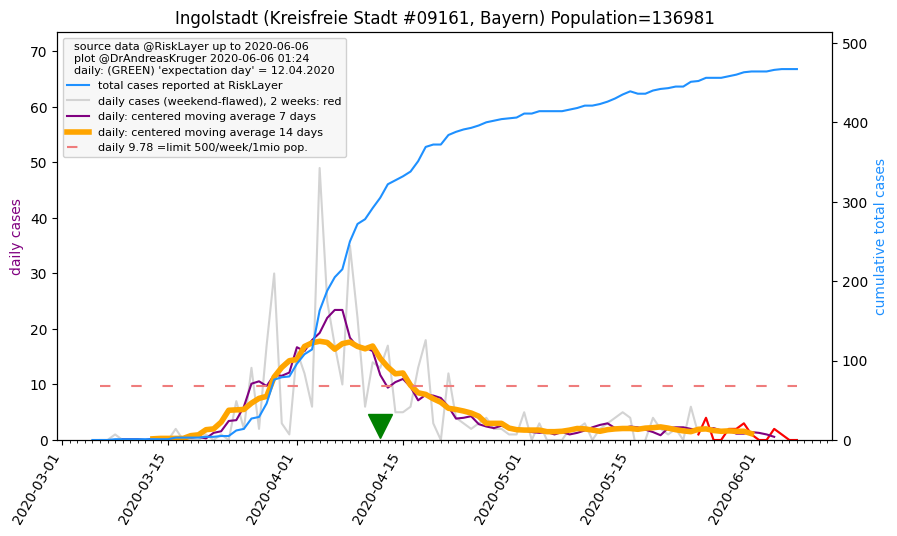 Ingolstadt (Kreisfreie Stadt #09161, Bayern) Population=136981
source data @RiskLayer up to 2020-06-06
plot @DrAndreasKruger 2020-06-06 01:24
daily: (GREEN) 'expectation day' = 12.04.2020
total cases reported at RiskLayer
daily cases (weekend-flawed), 2 weeks: red
daily: centered moving average 7 days
daily: centered moving average 14 days
daily 9.78 =limit 500/week/1mio pop.
daily cases
70
60
50
40
30
20
10
0
cumulative total cases
500
400
300
200
100
0
2020-03-01
2020-03-15
2020-04-01
2020-04-15
2020-05-01
2020-05-15
2020-06-01